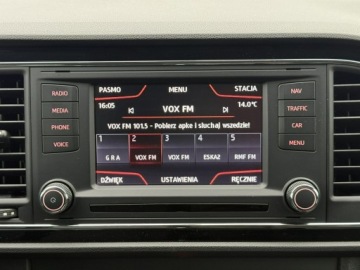 RADIO
MEDIA
PHONE
VOICE
PASMO MENU STACJA
16:05 VOX FM 14.0°C
VOX FM 101.5 - Pobierz apkę i słuchaj wszędzie!
1 2 3 4 5
G R A VOX FM VOX FM ESKA2 RMF FM
DŹWIĘK USTAWIENIA RĘCZNIE
NAV
TRAFFIC
CAR
MENU